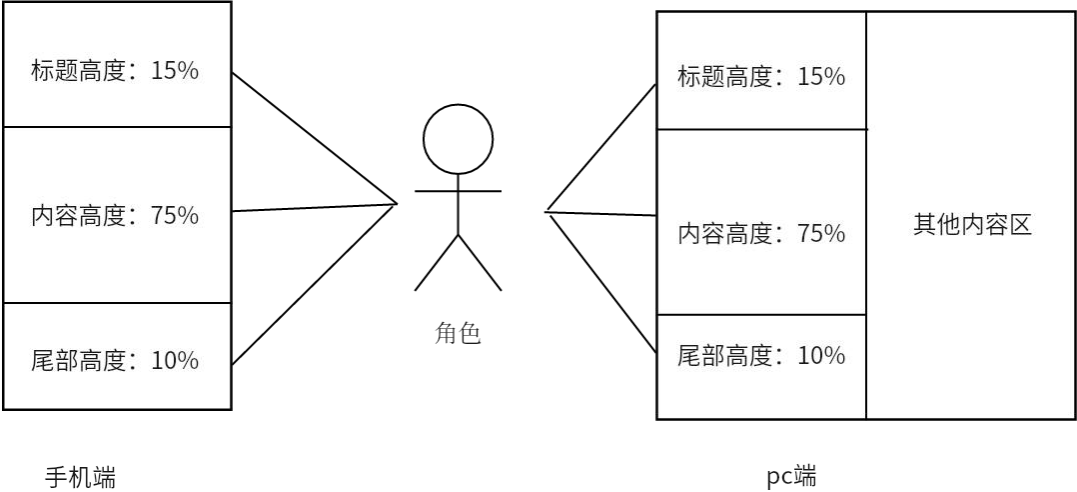 标题高度：15%
内容高度：75%
尾部高度：10%
手机端
角色
标题高度：15%
内容高度：75%
尾部高度：10%
其他内容区
pc端